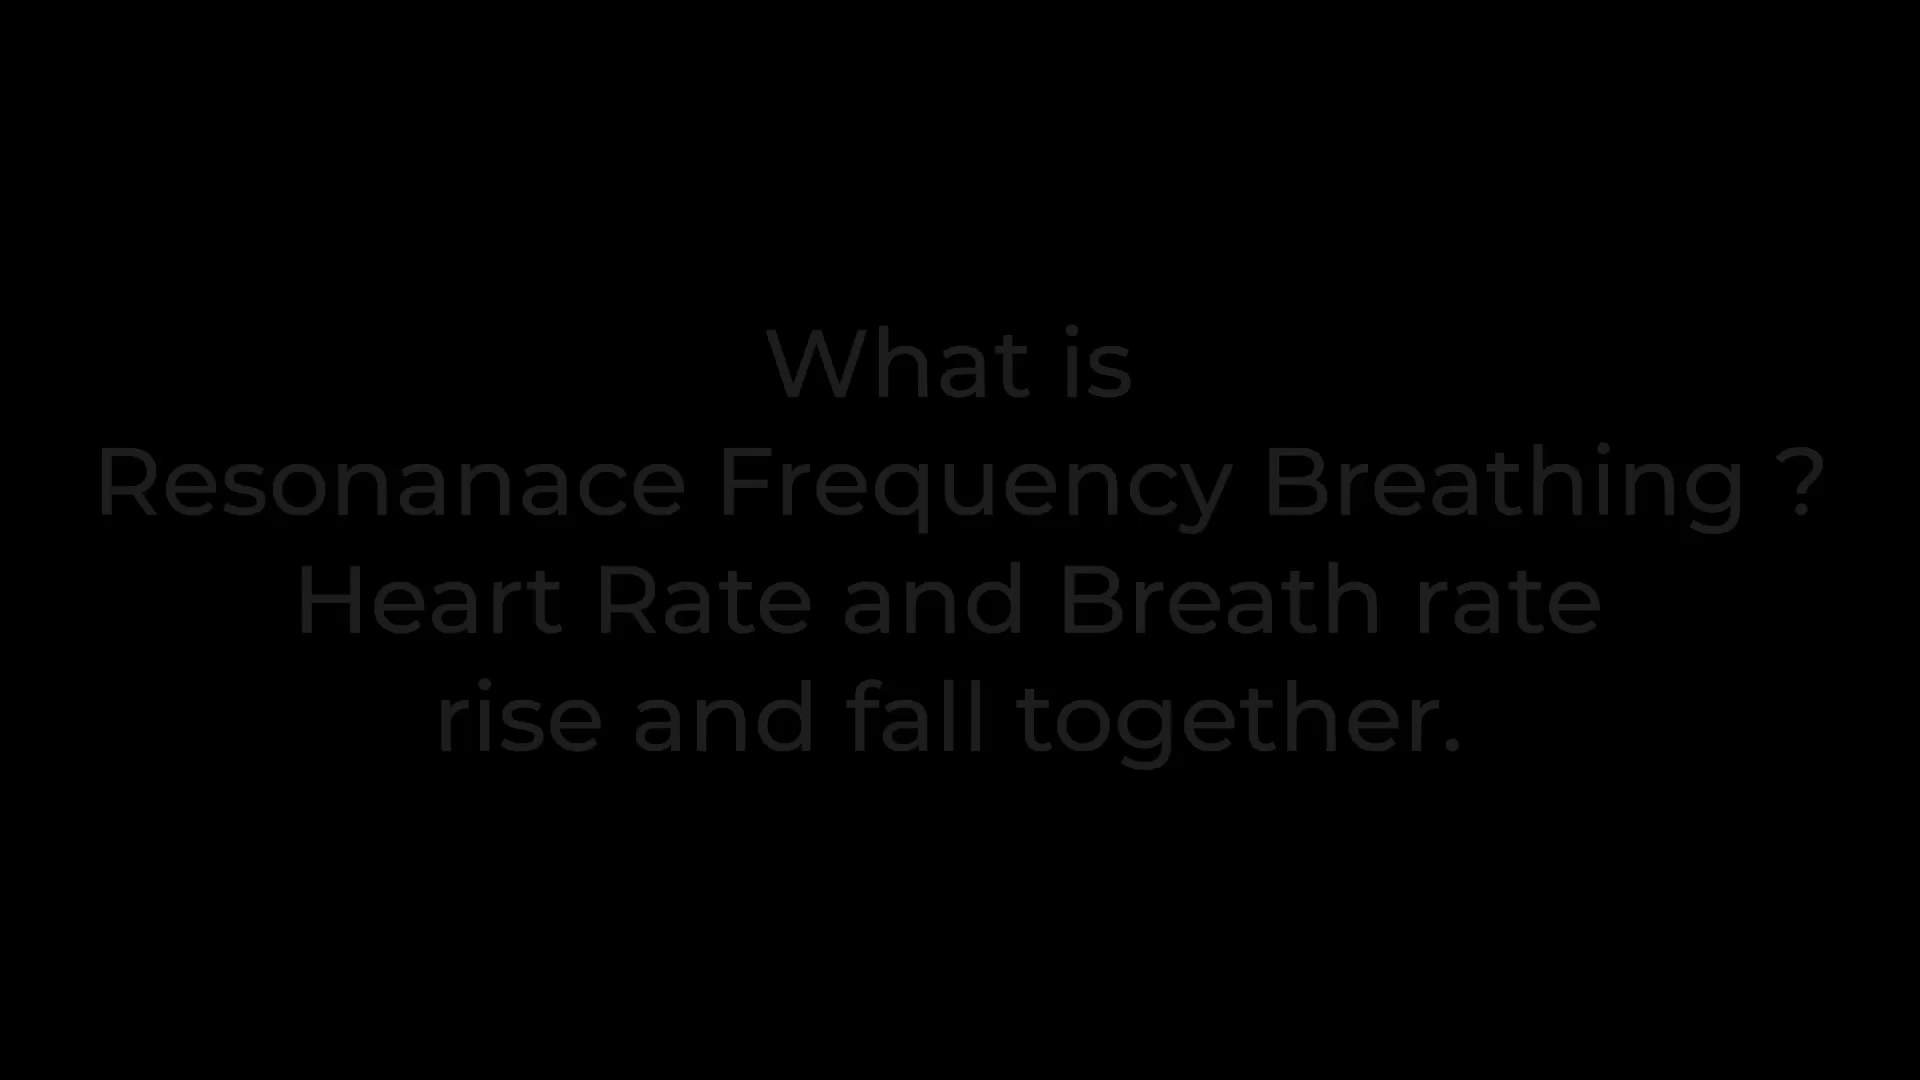 What is
Resonanace Frequency Breathing ?
Heart Rate and Breath rate
rise and fall together.